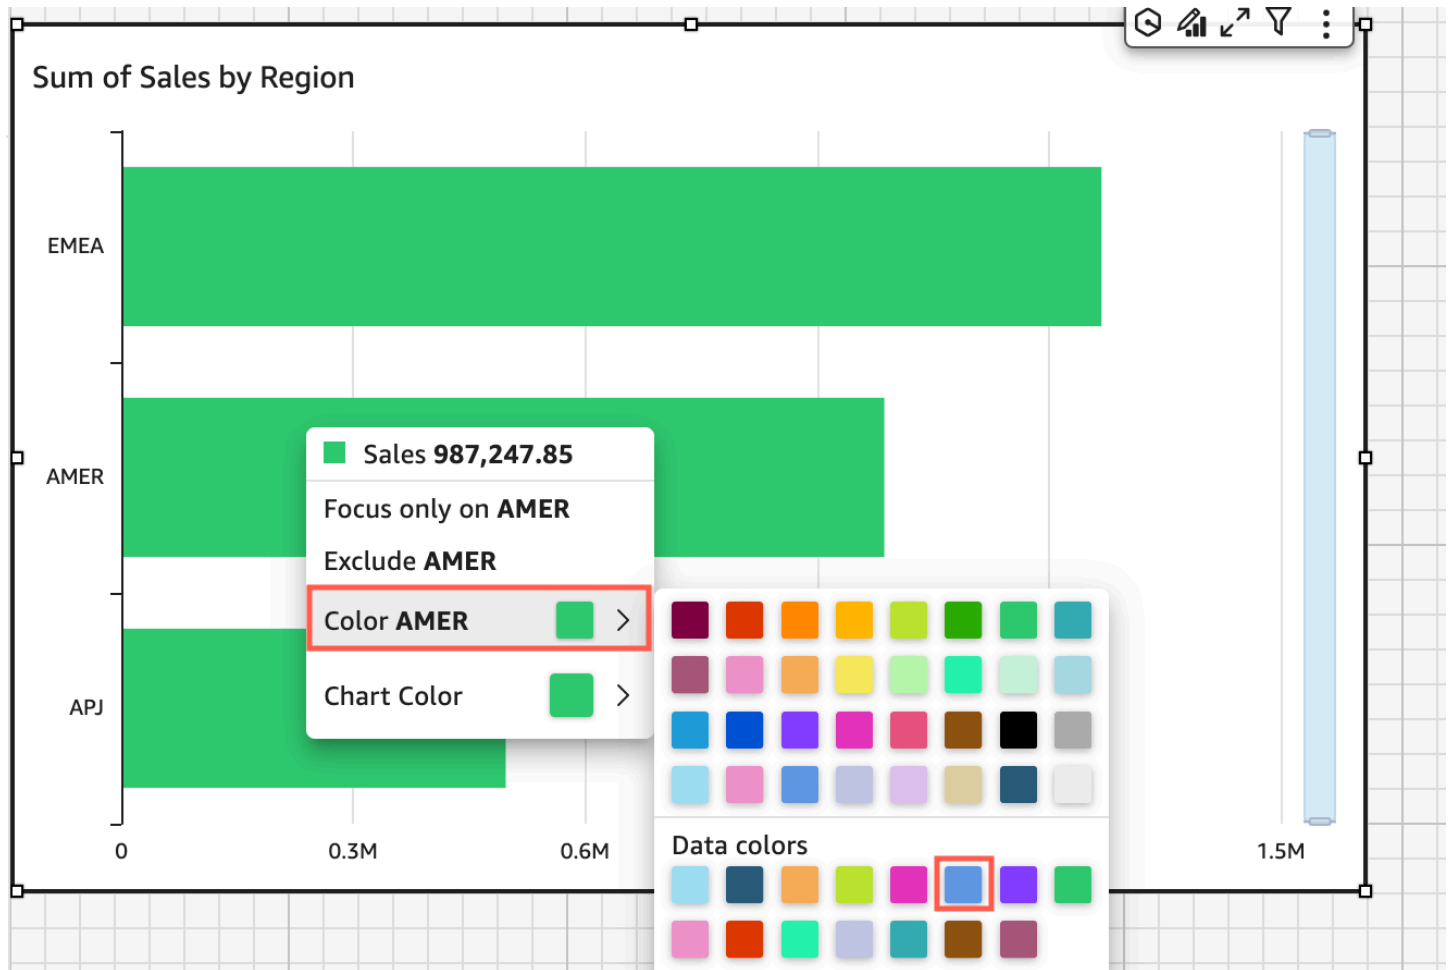 Sum of Sales by Region
EMEA
AMER
APJ
Sales 987,247.85
Focus only on AMER
Exclude AMER
Color AMER
Chart Color
Data colors
0
0.3M
0.6M
1.5M